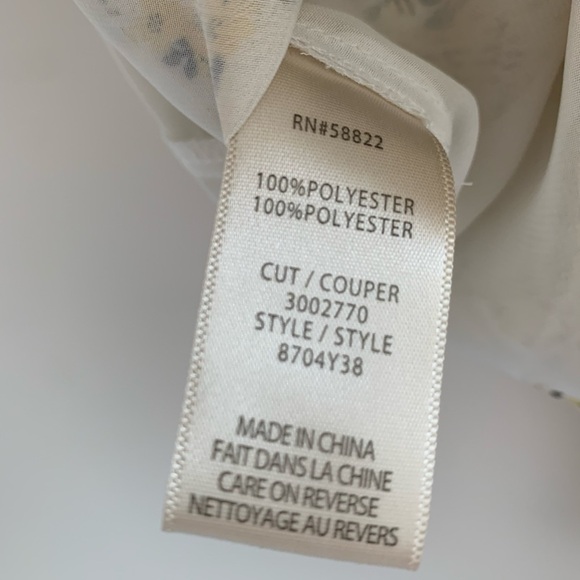 RN#58822
100%POLYESTER
100%POLYESTER
CUT / COUPER
3002770
STYLE / STYLE
8704Y38
MADE IN CHINA
FAIT DANS LA CHINE
CARE ON REVERSE
NETTOYAGE AU REVERS